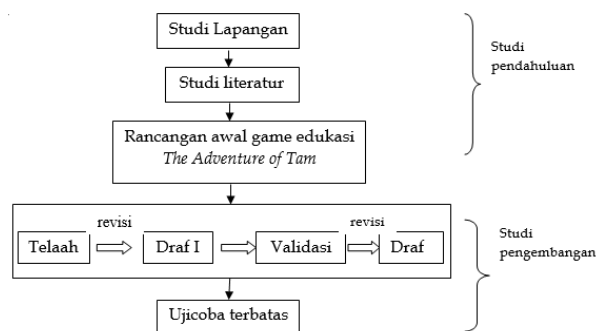 Studi Lapangan
Studi literatur
Rancangan awal game edukasi
The Adventure of Tam
Studi
pendahuluan
revisi
revisi
Telaah
Draf I
Validasi
Draf
Studi
pengembangan
Ujicoba terbatas